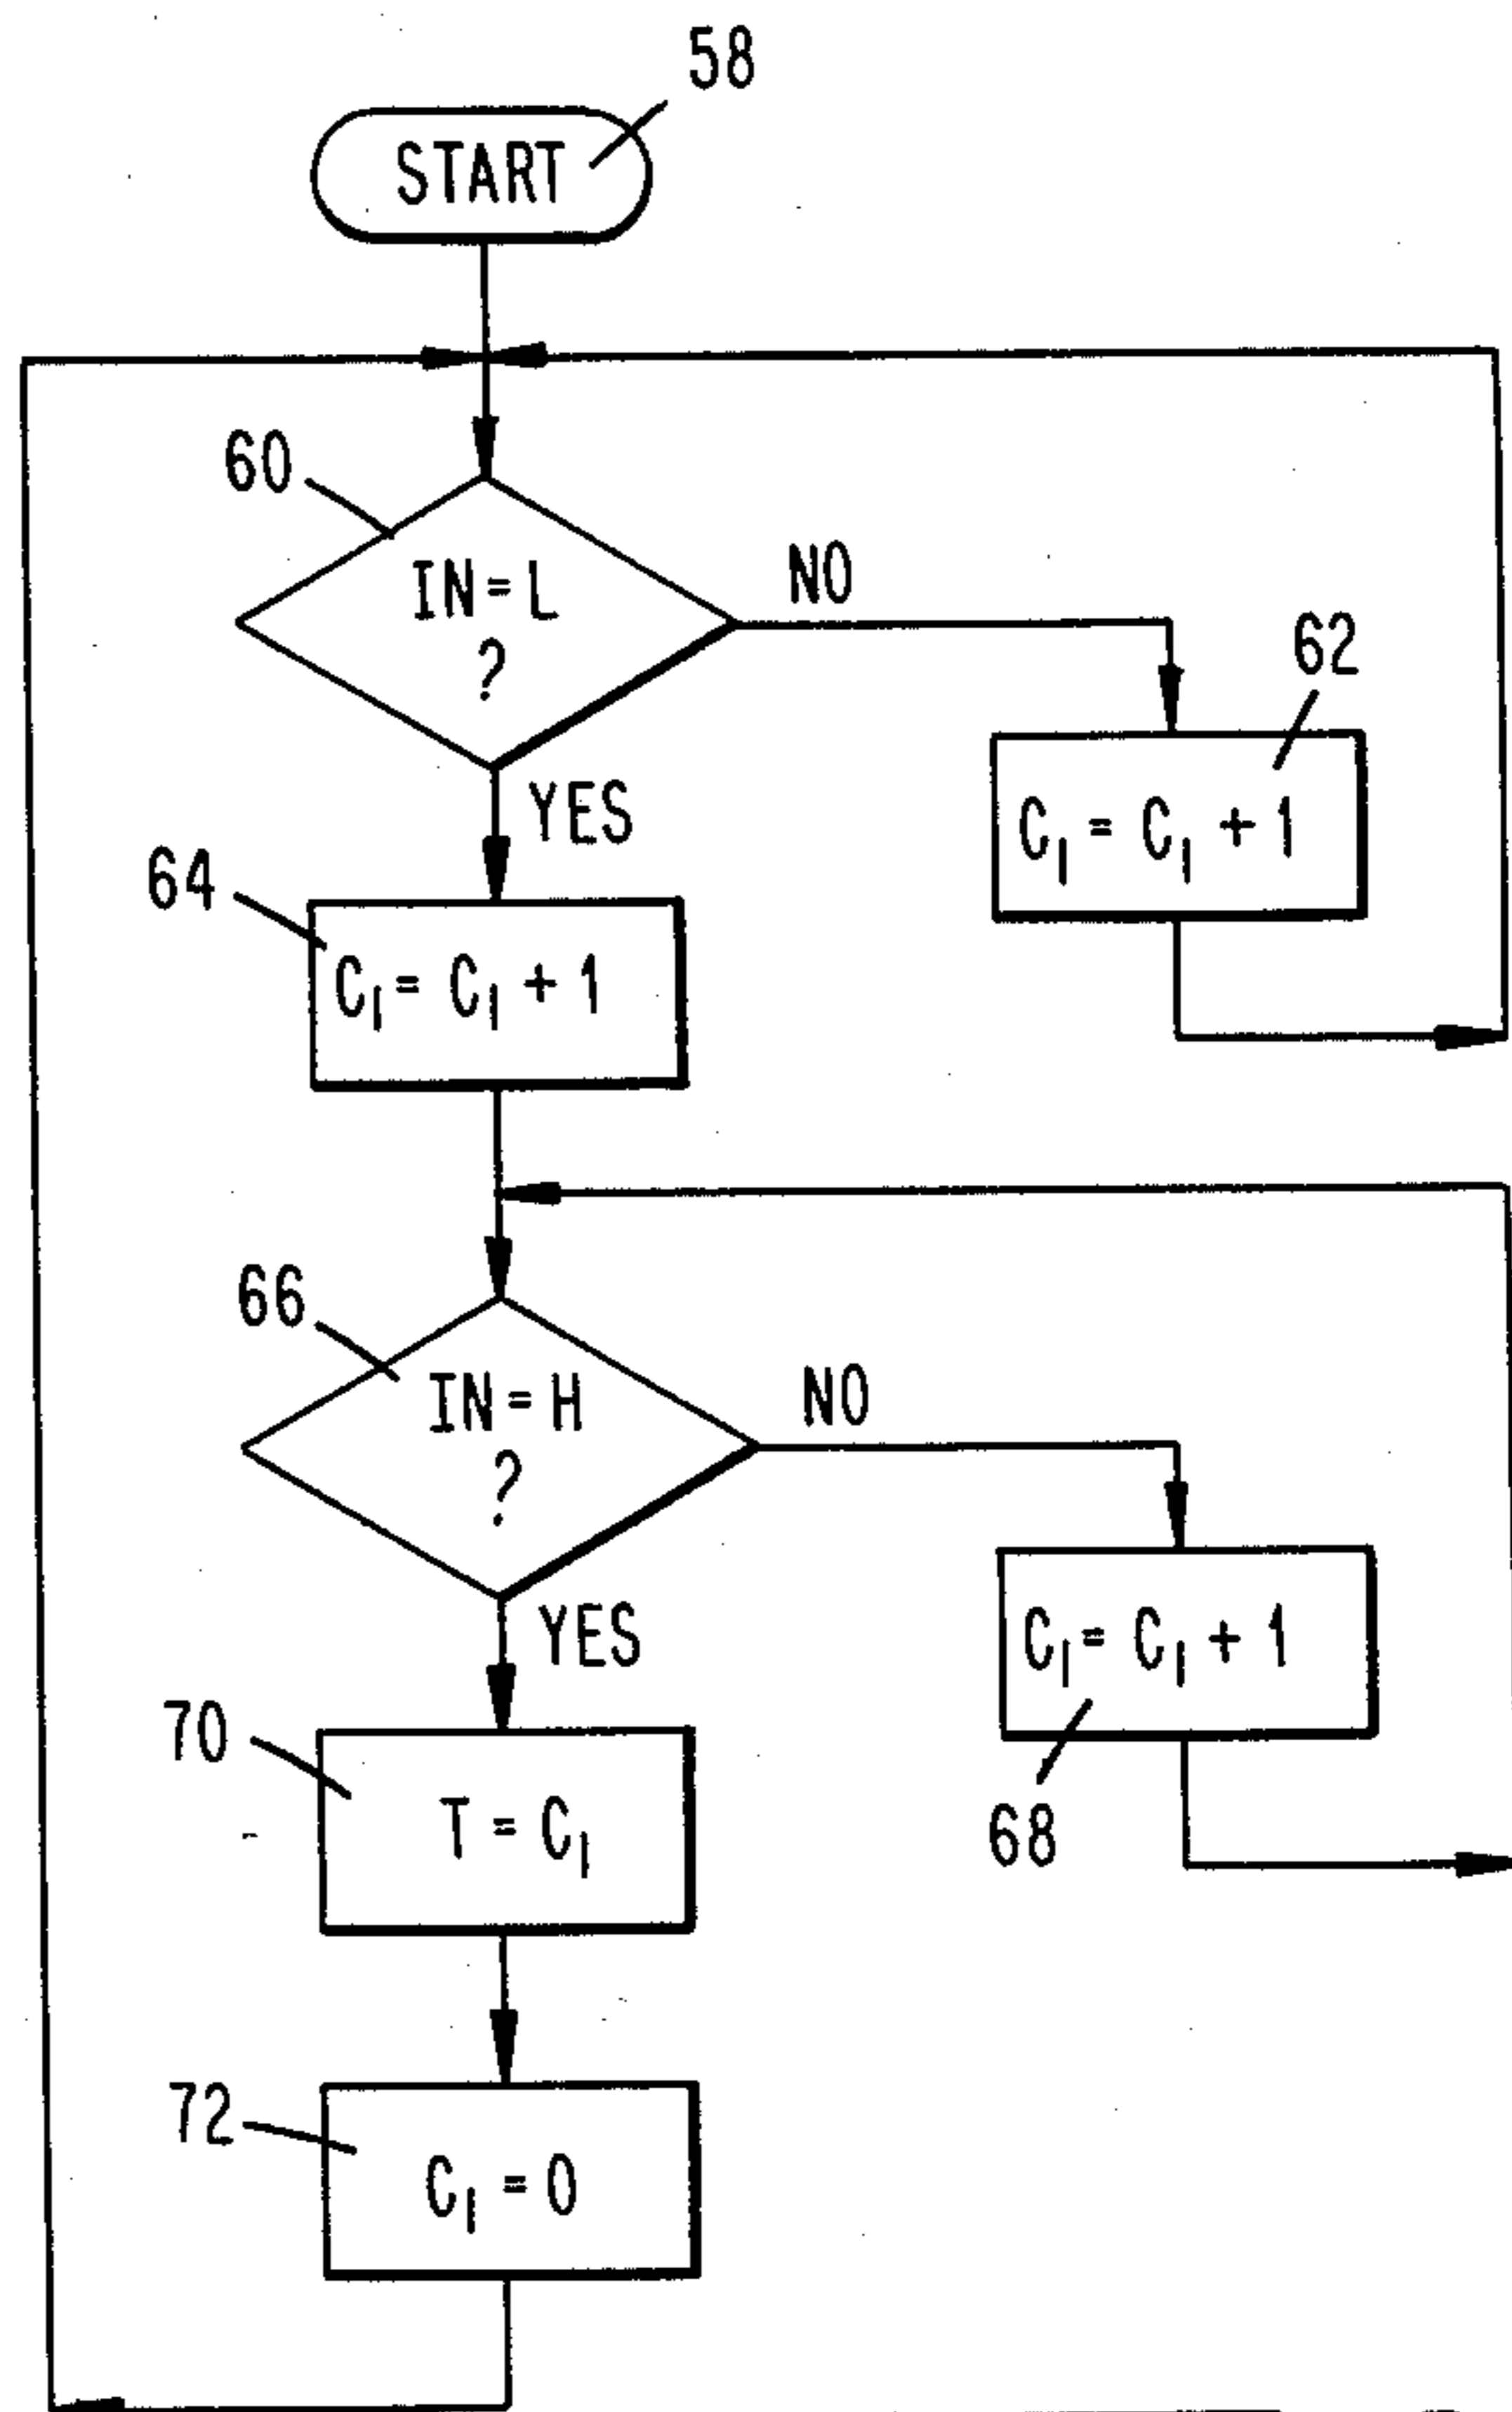 58
START
60
IN = L
?
NO
62
C₁ = C₁ + 1
YES
64
C₁ = C₁ + 1
66
IN = H
?
NO
C₁ = C₁ + 1
68
YES
70
T = C₁
72
C₁ = 0